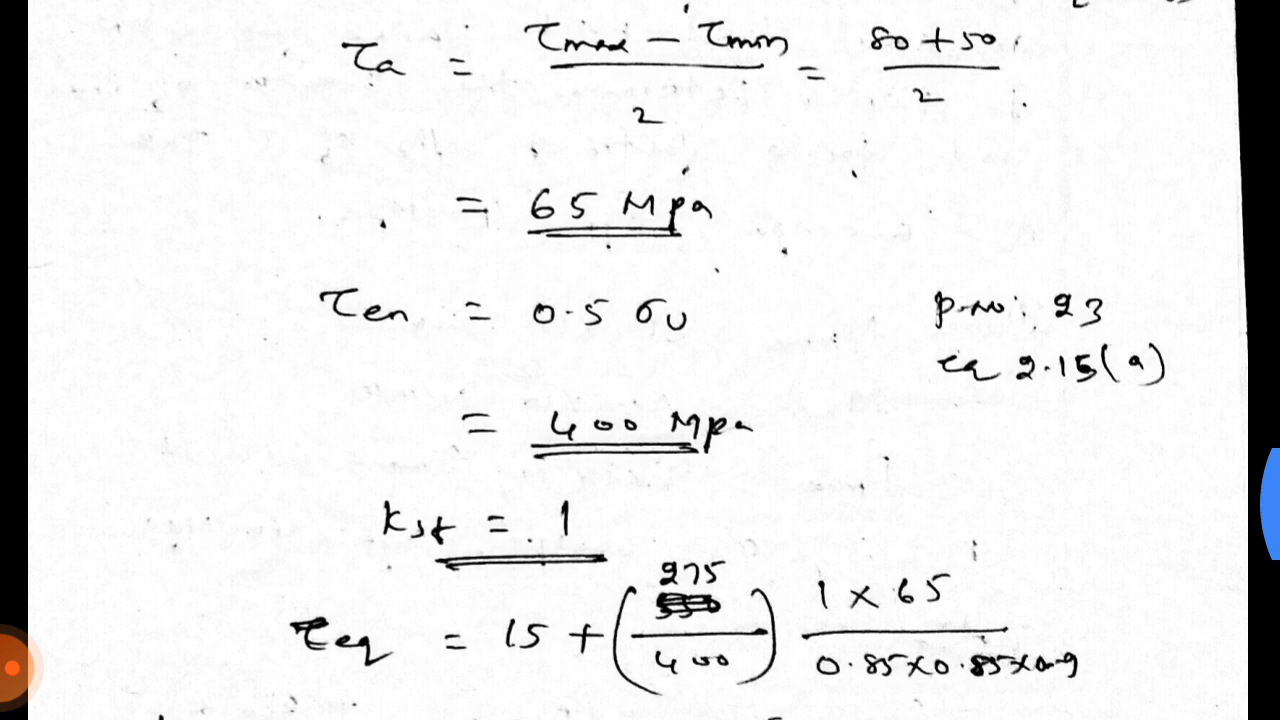 τa = τmax − τmin / 2 = 80 + 50 / 2
= 65 Mpa
τen = 0.5 σu p.no: 23
eq 2.15(a)
= 400 Mpa
Kst = 1
τeq = 15 + (275 / 400) 1 × 65 / 0.85×0.85×0.9